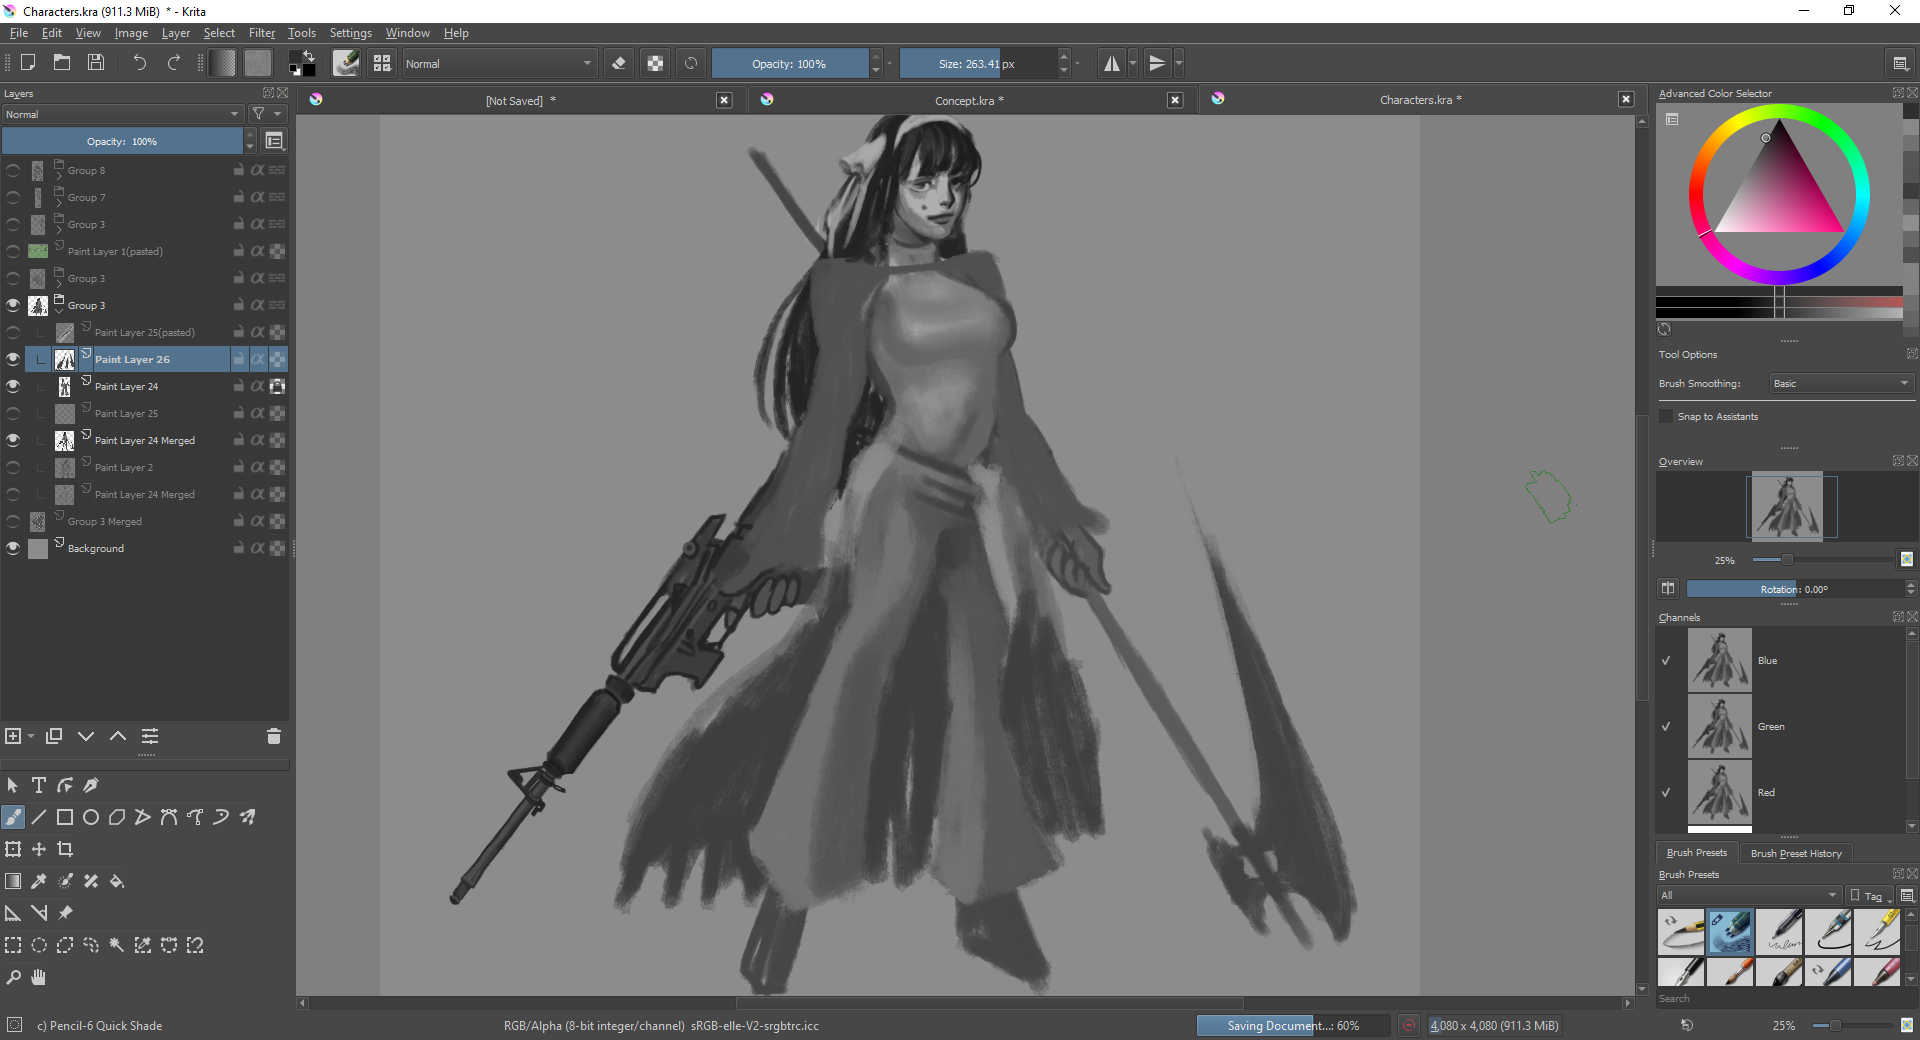 Characters.kra (911.3 MiB) * - Krita
File Edit View Image Layer Select Filter Tools Settings Window Help
Normal
Opacity: 100%
Size: 263.41px
Layers
Normal
Opacity: 100%
Group 8
Group 7
Group 3
Paint Layer 1(pasted)
Group 3
Group 3
Paint Layer 25(pasted)
Paint Layer 26
Paint Layer 24
Paint Layer 25
Paint Layer 24 Merged
Paint Layer 2
Paint Layer 24 Merged
Group 3 Merged
Background
[Not Saved] *
Concept.kra *
Characters.kra *
Advanced Color Selector
Tool Options
Brush Smoothing: Basic
Snap to Assistants
Overview
25%
Rotation: 0.00°
Channels
Blue
Green
Red
Brush Presets Brush Preset History
Brush Presets
All Tag
Search
c) Pencil-6 Quick Shade
RGB/Alpha (8-bit integer/channel) sRGB-elle-V2-srgbtrc.icc
Saving Document...: 60%
4,080 x 4,080 (911.3 MiB)
25%